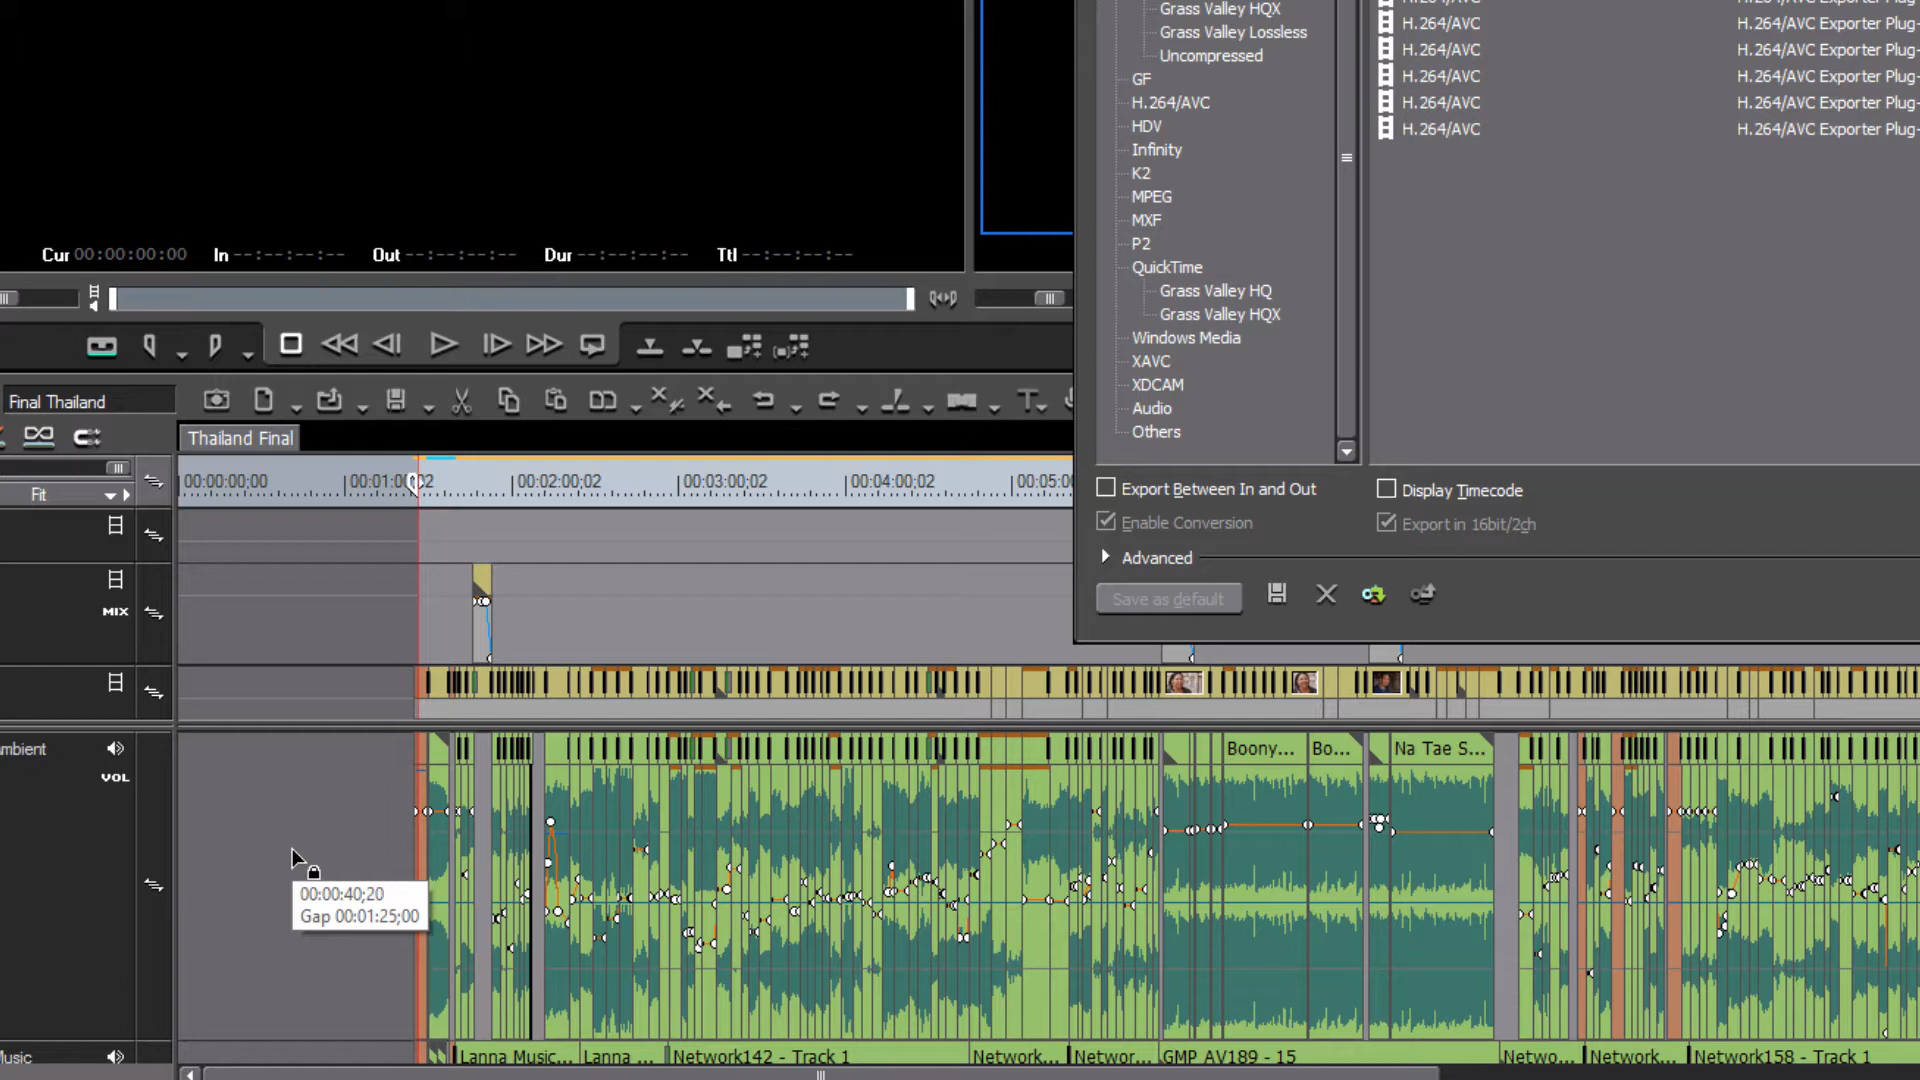 Grass Valley HQX
Grass Valley Lossless
Uncompressed
GF
H.264/AVC
HDV
Infinity
K2
MPEG
MXF
P2
QuickTime
Grass Valley HQ
Grass Valley HQX
Windows Media
XAVC
XDCAM
Audio
Others
H.264/AVC H.264/AVC Exporter Plug-
H.264/AVC H.264/AVC Exporter Plug-
H.264/AVC H.264/AVC Exporter Plug-
H.264/AVC H.264/AVC Exporter Plug-
H.264/AVC H.264/AVC Exporter Plug-
Cur 00:00:00:00 In --:--:--:-- Out --:--:--:-- Dur --:--:--:-- Ttl --:--:--:--
Export Between In and Out
Display Timecode
Enable Conversion
Export in 16bit/2ch
Advanced
Save as default
Final Thailand
Thailand Final
Fit
00:00:00;00 00:01:00;02 00:02:00;02 00:03:00;02 00:04:00;02 00:05:0
MIX
mbient
VOL
Boony... Bo... Na Tae S...
00:00:40;20
Gap 00:01:25;00
usic
Lanna Music... Lanna ... Network142 - Track 1 Network... Networ... GMP AV189 - 15 Netwo... Network... Network158 - Track 1